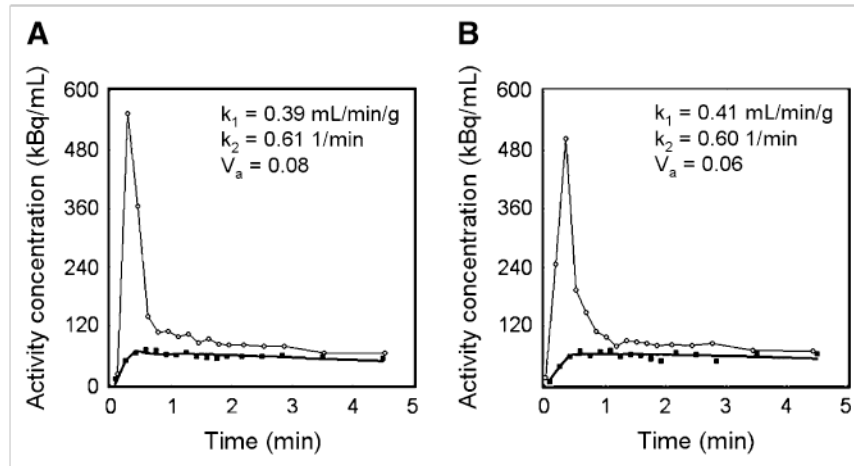 A
Activity concentration (kBq/mL)
600
480
360
240
120
0
k₁ = 0.39 mL/min/g
k₂ = 0.61 1/min
Vₐ = 0.08
0 1 2 3 4 5
Time (min)
B
Activity concentration (kBq/mL)
600
480
360
240
120
0
k₁ = 0.41 mL/min/g
k₂ = 0.60 1/min
Vₐ = 0.06
0 1 2 3 4 5
Time (min)